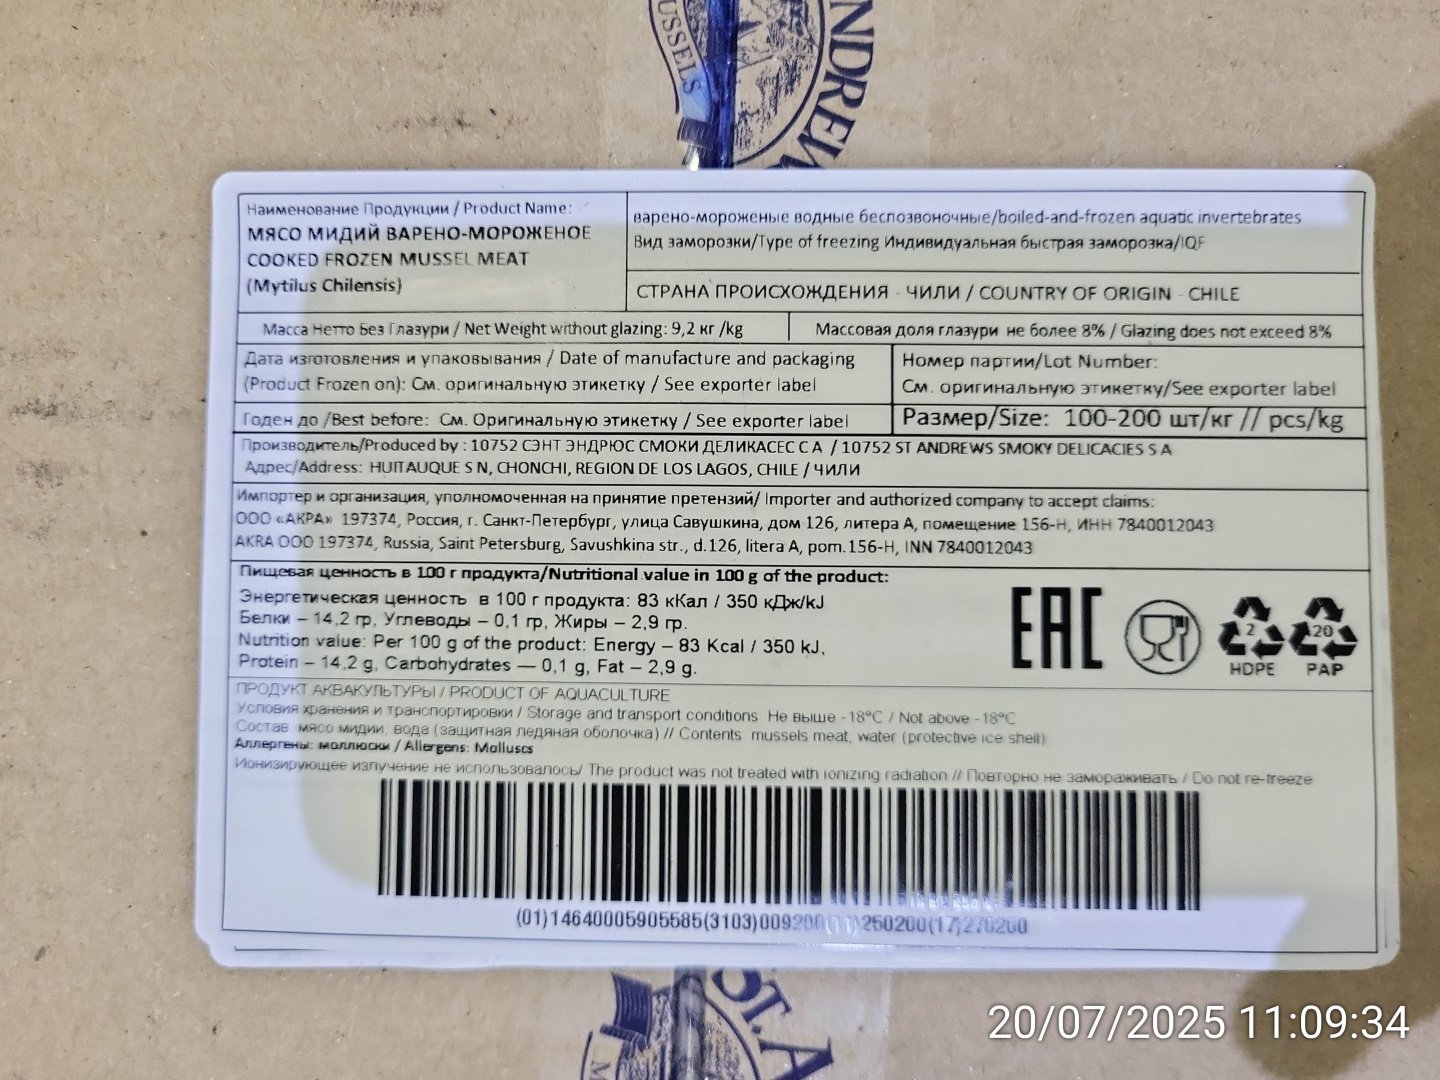 USSELS
NDREW
Наименование Продукции / Product Name:
МЯСО МИДИЙ ВАРЕНО-МОРОЖЕНОЕ
COOKED FROZEN MUSSEL MEAT
(Mytilus Chilensis)
варено-мороженые водные беспозвоночные/boiled-and-frozen aquatic invertebrates
Вид заморозки/Type of freezing Индивидуальная быстрая заморозка/IQF
СТРАНА ПРОИСХОЖДЕНИЯ - ЧИЛИ / COUNTRY OF ORIGIN - CHILE
Масса Нетто Без Глазури / Net Weight without glazing: 9,2 кг /kg
Массовая доля глазури не более 8% / Glazing does not exceed 8%
Дата изготовления и упаковывания / Date of manufacture and packaging
(Product Frozen on): См. оригинальную этикетку / See exporter label
Номер партии/Lot Number:
См. оригинальную этикетку/See exporter label
Годен до /Best before: См. Оригинальную этикетку / See exporter label
Размер/Size: 100-200 шт/кг // pcs/kg
Производитель/Produced by : 10752 СЭНТ ЭНДРЮС СМОКИ ДЕЛИКАСЕС С А / 10752 ST ANDREWS SMOKY DELICACIES S A
Адрес/Address: HUITAUQUE S N, CHONCHI, REGION DE LOS LAGOS, CHILE / ЧИЛИ
Импортер и организация, уполномоченная на принятие претензий/ Importer and authorized company to accept claims:
ООО «АКРА» 197374, Россия, г. Санкт-Петербург, улица Савушкина, дом 126, литера А, помещение 156-Н, ИНН 7840012043
AKRA OOO 197374, Russia, Saint Petersburg, Savushkina str., d.126, litera A, pom.156-H, INN 7840012043
Пищевая ценность в 100 г продукта/Nutritional value in 100 g of the product:
Энергетическая ценность в 100 г продукта: 83 кКал / 350 кДж/kJ
Белки – 14,2 гр, Углеводы – 0,1 гр, Жиры – 2,9 гр.
Nutrition value: Per 100 g of the product: Energy – 83 Kcal / 350 kJ,
Protein – 14,2 g, Carbohydrates — 0,1 g, Fat – 2,9 g.
EAC
2
HDPE
20
PAP
ПРОДУКТ АКВАКУЛЬТУРЫ / PRODUCT OF AQUACULTURE
Условия хранения и транспортировки / Storage and transport conditions Не выше -18°С / Not above -18°C
Состав мясо мидии, вода (защитная ледяная оболочка) // Contents mussels meat, water (protective ice shell)
Аллергены: моллюски / Allergens: Molluscs
Ионизирующее излучение не использовалось/ The product was not treated with ionizing radiation // Повторно не замораживать / Do not re-freeze
(01)14640005905585(3103)009200(11)250200(17)270200
St. A
M
20/07/2025 11:09:34